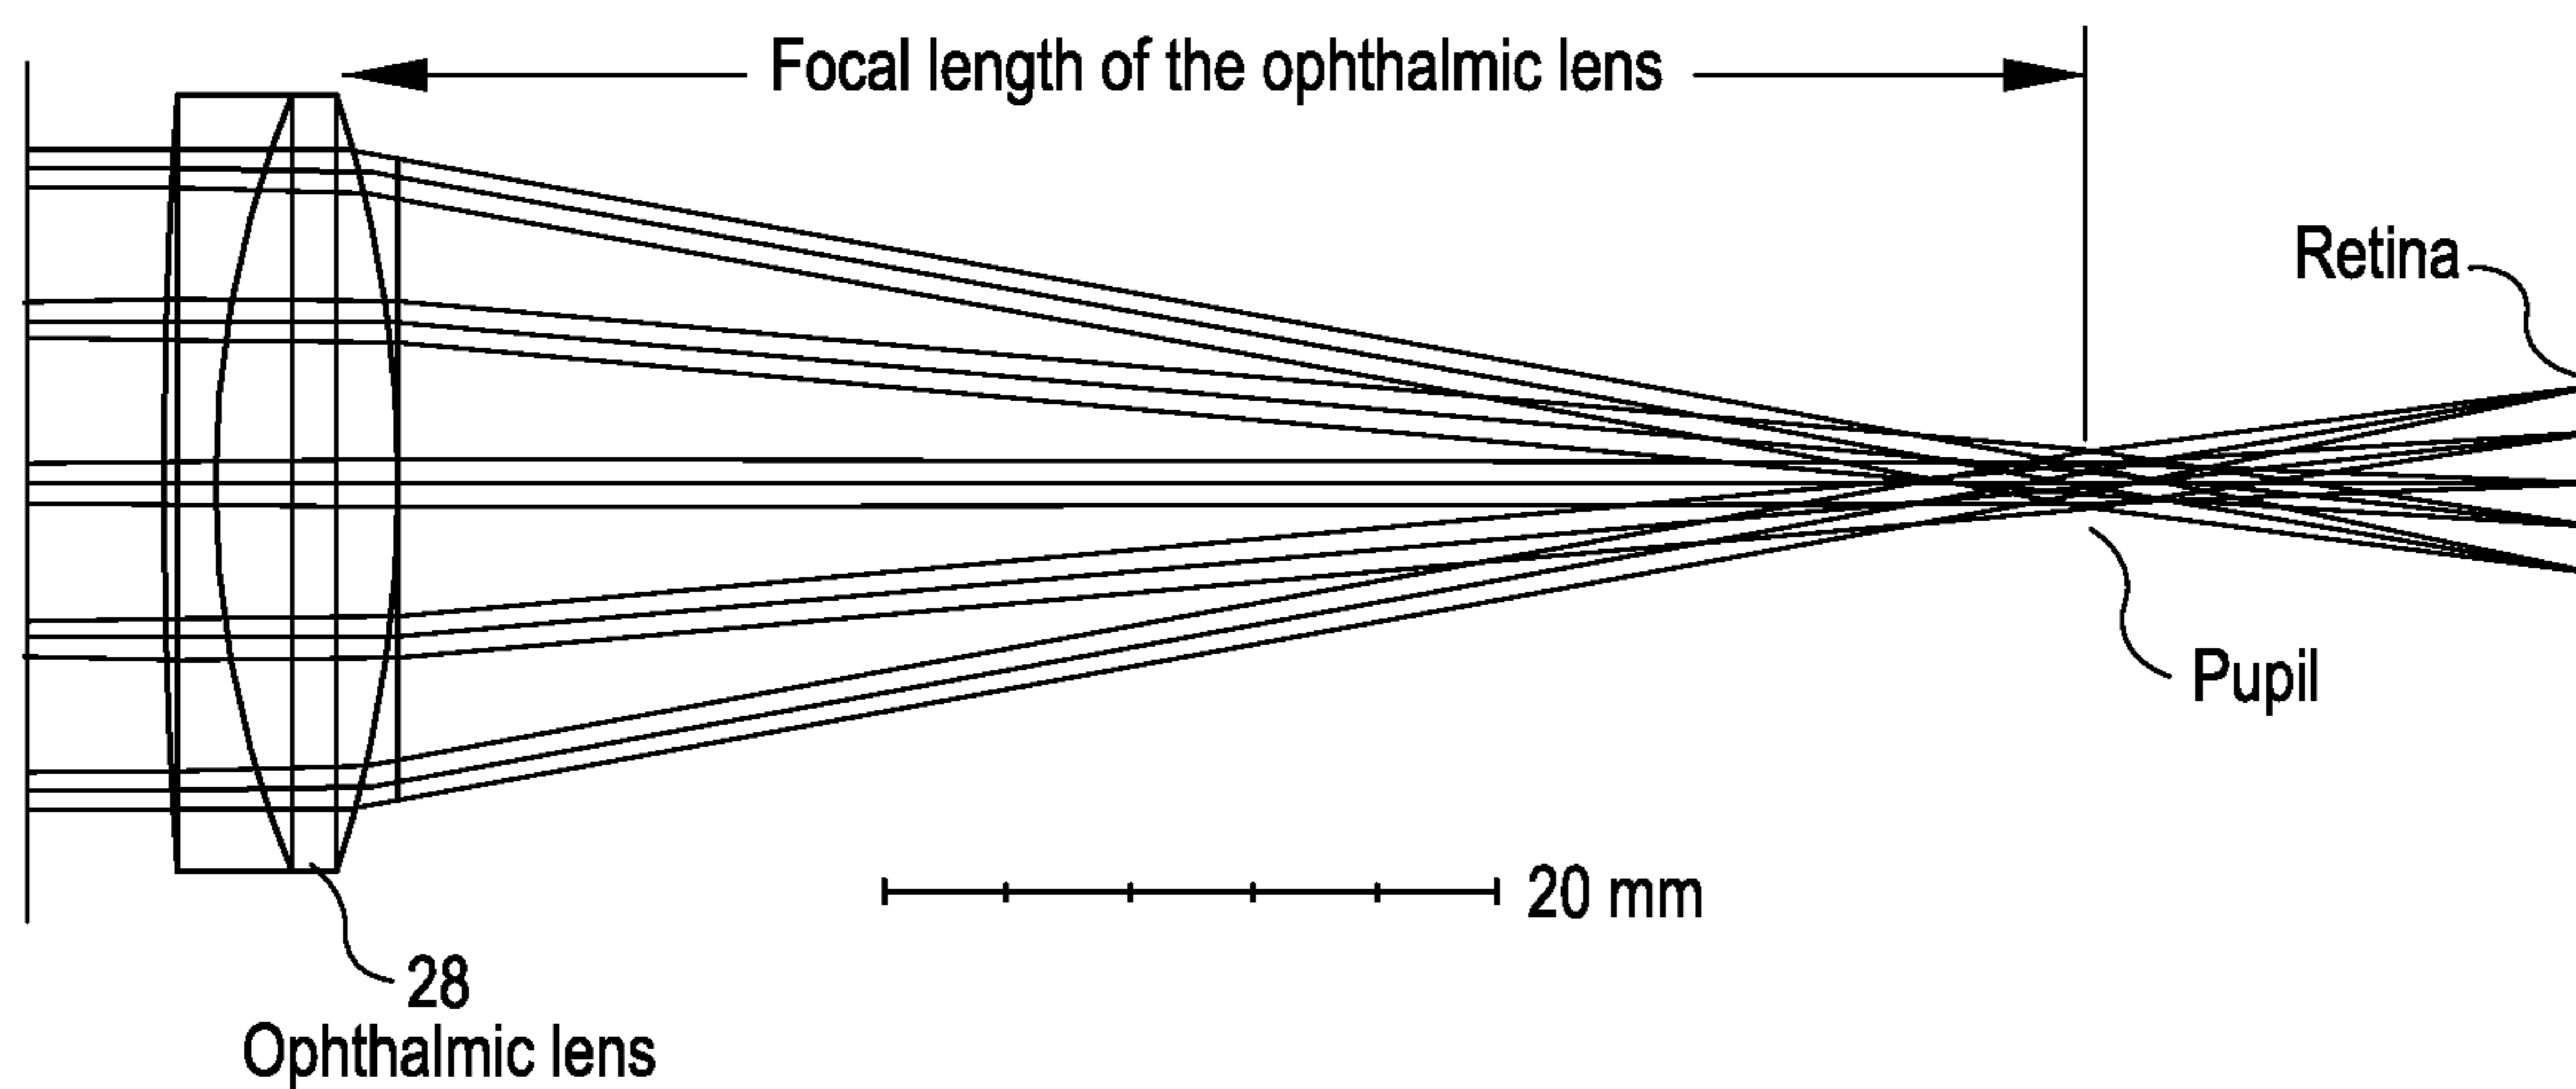 Focal length of the ophthalmic lens
Retina
Pupil
20 mm
28
Ophthalmic lens